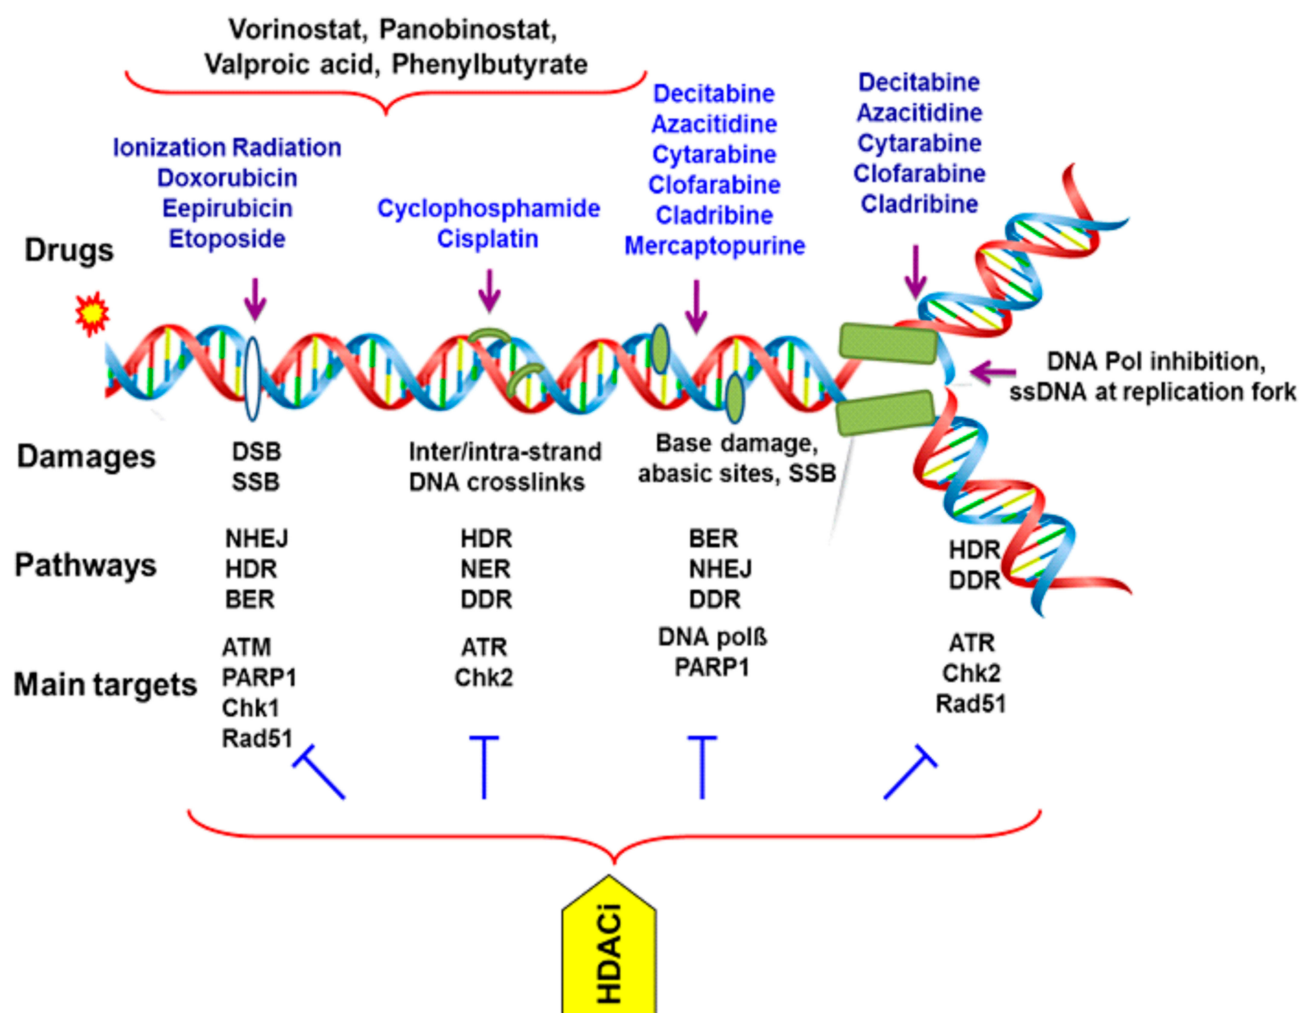 Vorinostat, Panobinostat,
Valproic acid, Phenylbutyrate
Ionization Radiation
Doxorubicin
Eepirubicin
Etoposide
Cyclophosphamide
Cisplatin
Decitabine
Azacitidine
Cytarabine
Clofarabine
Cladribine
Mercaptopurine
Decitabine
Azacitidine
Cytarabine
Clofarabine
Cladribine
Drugs
DNA Pol inhibition,
ssDNA at replication fork
Damages
DSB
SSB
Inter/intra-strand
DNA crosslinks
Base damage,
abasic sites, SSB
Pathways
NHEJ
HDR
BER
HDR
NER
DDR
BER
NHEJ
DDR
HDR
DDR
Main targets
ATM
PARP1
Chk1
Rad51
ATR
Chk2
DNA polß
PARP1
ATR
Chk2
Rad51
HDACi